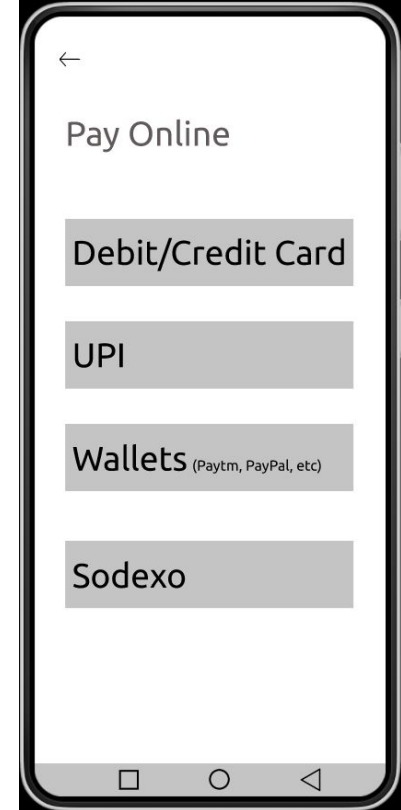 Pay Online
Debit/Credit Card
UPI
Wallets (Paytm, PayPal, etc)
Sodexo